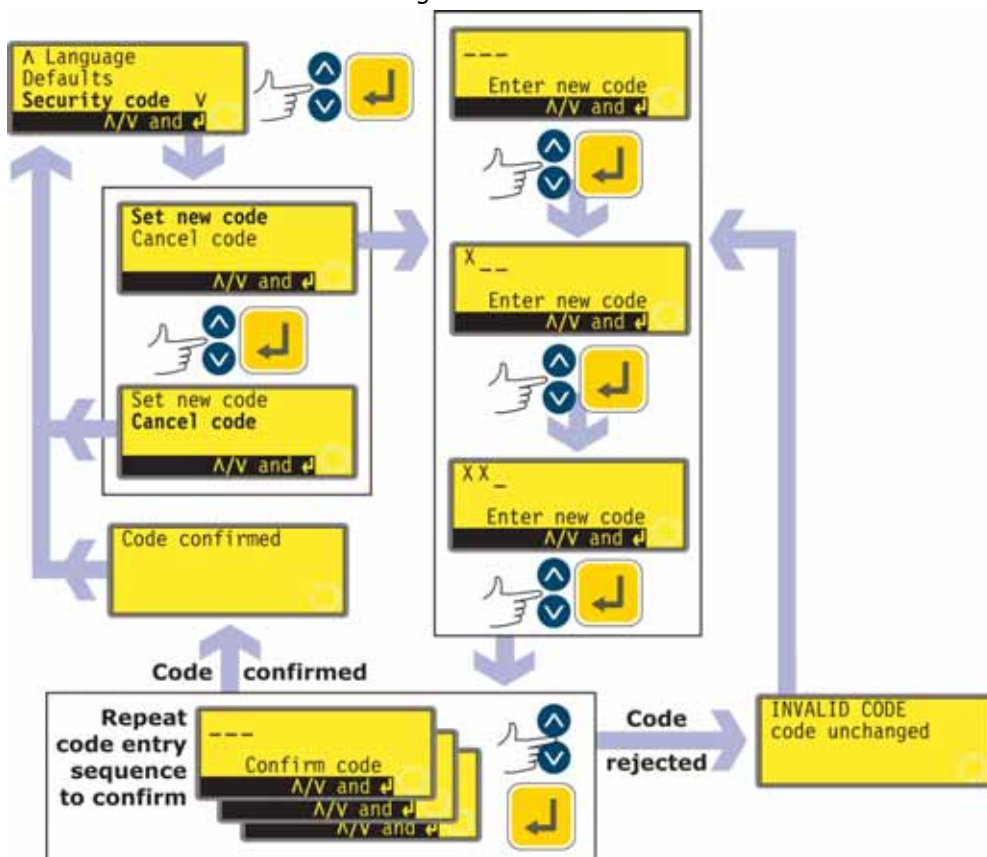 Λ Language
Defaults
Security code V
Λ/V and ↵
Set new code
Cancel code
Λ/V and ↵
Set new code
Cancel code
Λ/V and ↵
Code confirmed
---
Enter new code
Λ/V and ↵
X__
Enter new code
Λ/V and ↵
XX_
Enter new code
Λ/V and ↵
Code confirmed
Repeat
code entry
sequence
to confirm
---
Confirm code
Λ/V and ↵
Λ/V and ↵
Λ/V and ↵
Code
rejected
INVALID CODE
code unchanged